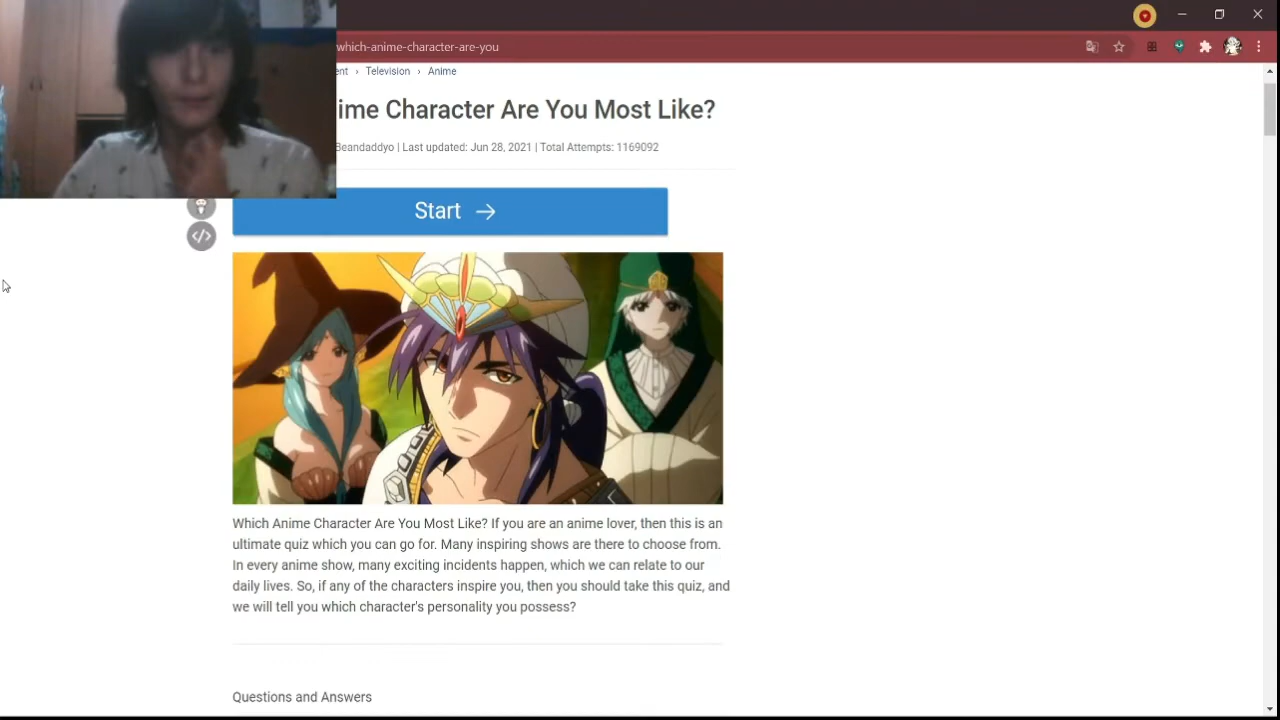 which-anime-character-are-you
ent › Television › Anime
ime Character Are You Most Like?
Beandaddyo | Last updated: Jun 28, 2021 | Total Attempts: 1169092
Start →
Which Anime Character Are You Most Like? If you are an anime lover, then this is an
ultimate quiz which you can go for. Many inspiring shows are there to choose from.
In every anime show, many exciting incidents happen, which we can relate to our
daily lives. So, if any of the characters inspire you, then you should take this quiz, and
we will tell you which character's personality you possess?
Questions and Answers